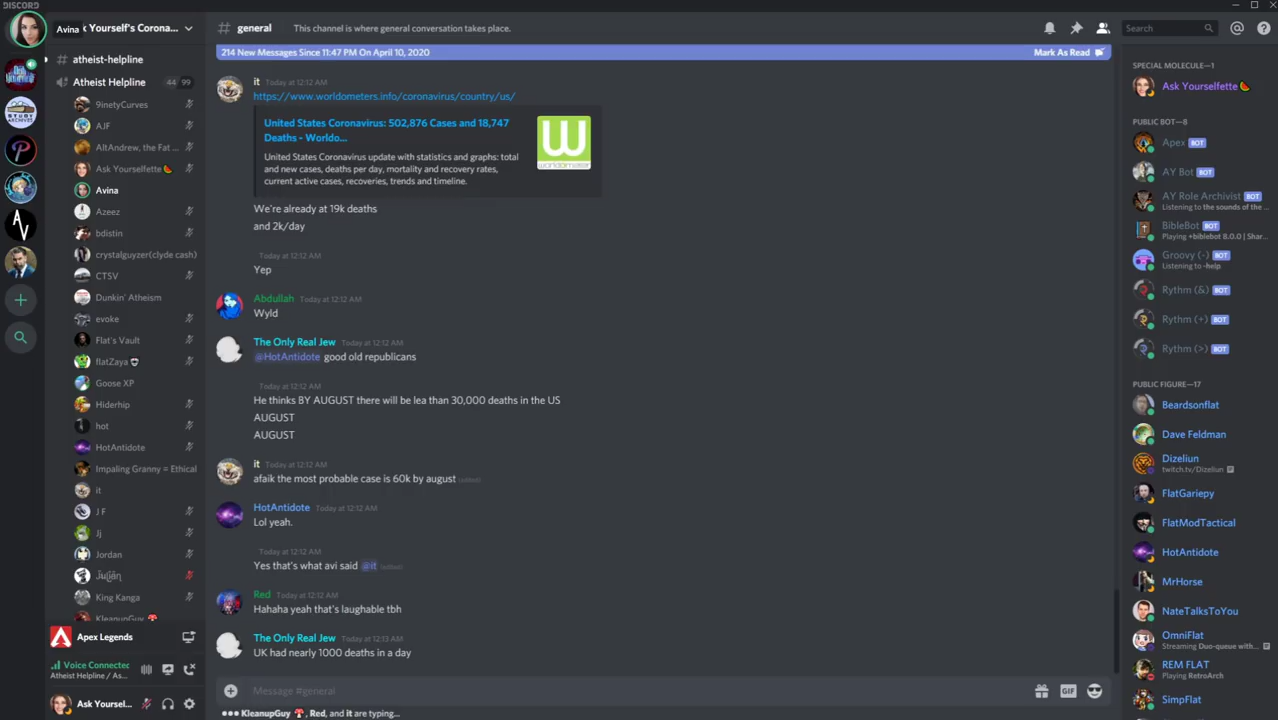 DISCORD
Avina
k Yourself's Corona...
# general
This channel is where general conversation takes place.
Search
214 New Messages Since 11:47 PM On April 10, 2020
Mark As Read
# atheist-helpline
Atheist Helpline 44 99
9inetyCurves
AJF
AltAndrew, the Fat ...
Ask Yourselfette
Avina
Azeez
bdistin
crystalguyzer(clyde cash)
CTSV
Dunkin' Atheism
evoke
Flat's Vault
flatZaya
Goose XP
Hiderhip
hot
HotAntidote
Impaling Granny = Ethical
it
J F
Jj
Jordan
King Kanga
KleanupGuy
Apex Legends
Voice Connected
Atheist Helpline / As...
Ask Yoursel...
it Today at 12:12 AM
https://www.worldometers.info/coronavirus/country/us/
United States Coronavirus: 502,876 Cases and 18,747
Deaths - Worldo...
United States Coronavirus update with statistics and graphs: total
and new cases, deaths per day, mortality and recovery rates,
current active cases, recoveries, trends and timeline.
W
worldometer
We're already at 19k deaths
and 2k/day
Today at 12:12 AM
Yep
Abdullah Today at 12:12 AM
Wyld
The Only Real Jew Today at 12:12 AM
@HotAntidote good old republicans
Today at 12:12 AM
He thinks BY AUGUST there will be lea than 30,000 deaths in the US
AUGUST
AUGUST
it Today at 12:12 AM
afaik the most probable case is 60k by august (edited)
HotAntidote Today at 12:12 AM
Lol yeah.
Today at 12:12 AM
Yes that's what avi said @it (edited)
Red Today at 12:12 AM
Hahaha yeah that's laughable tbh
The Only Real Jew Today at 12:13 AM
UK had nearly 1000 deaths in a day
Message #general
GIF
KleanupGuy , Red, and it are typing...
SPECIAL MOLECULE—1
Ask Yourselfette
PUBLIC BOT—8
Apex BOT
AY Bot BOT
AY Role Archivist BOT
Listening to the sounds of the ...
BibleBot BOT
Playing +biblebot 8.0.0 | Shar...
Groovy (-) BOT
Listening to -help
Rythm (&) BOT
Rythm (+) BOT
Rythm (>) BOT
PUBLIC FIGURE—17
Beardsonflat
Dave Feldman
Dizeliun
twitch.tv/Dizeliun
FlatGariepy
FlatModTactical
HotAntidote
MrHorse
NateTalksToYou
OmniFlat
Streaming Duo-queue with...
REM FLAT
Playing RetroArch
SimpFlat